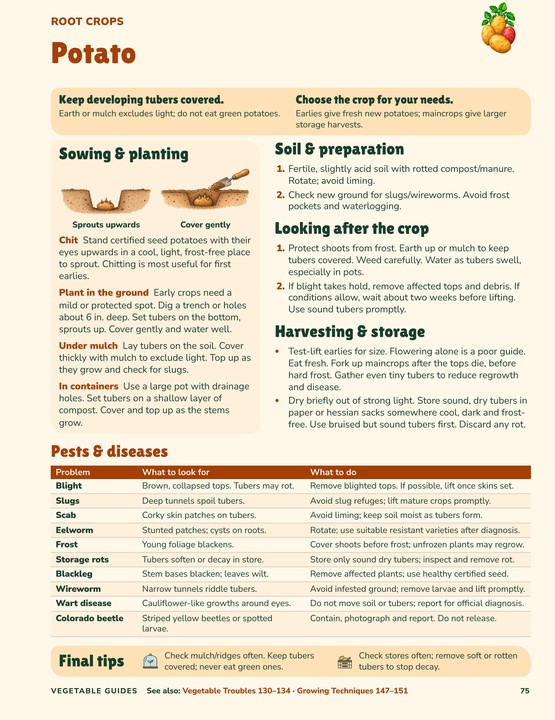 ROOT CROPS
Potato
Keep developing tubers covered.
Earth or mulch excludes light; do not eat green potatoes.
Choose the crop for your needs.
Earlies give fresh new potatoes; maincrops give larger
storage harvests.
Sowing & planting
Sprouts upwards
Cover gently
Chit Stand certified seed potatoes with their
eyes upwards in a cool, light, frost-free place
to sprout. Chitting is most useful for first
earlies.
Plant in the ground Early crops need a
mild or protected spot. Dig a trench or holes
about 6 in. deep. Set tubers on the bottom,
sprouts up. Cover gently and water well.
Under mulch Lay tubers on the soil. Cover
thickly with mulch to exclude light. Top up as
they grow and check for slugs.
In containers Use a large pot with drainage
holes. Set tubers on a shallow layer of
compost. Cover and top up as the stems
grow.
Soil & preparation
1. Fertile, slightly acid soil with rotted compost/manure.
Rotate; avoid liming.
2. Check new ground for slugs/wireworms. Avoid frost
pockets and waterlogging.
Looking after the crop
1. Protect shoots from frost. Earth up or mulch to keep
tubers covered. Weed carefully. Water as tubers swell,
especially in pots.
2. If blight takes hold, remove affected tops and debris. If
conditions allow, wait about two weeks before lifting.
Use sound tubers promptly.
Harvesting & storage
• Test-lift earlies for size. Flowering alone is a poor guide.
Eat fresh. Fork up maincrops after the tops die, before
hard frost. Gather even tiny tubers to reduce regrowth
and disease.
• Dry briefly out of strong light. Store sound, dry tubers in
paper or hessian sacks somewhere cool, dark and frost-
free. Use bruised but sound tubers first. Discard any rot.
Pests & diseases
Problem What to look for What to do
Blight Brown, collapsed tops. Tubers may rot. Remove blighted tops. If possible, lift once skins set.
Slugs Deep tunnels spoil tubers. Avoid slug refuges; lift mature crops promptly.
Scab Corky skin patches on tubers. Avoid liming; keep soil moist as tubers form.
Eelworm Stunted patches; cysts on roots. Rotate; use suitable resistant varieties after diagnosis.
Frost Young foliage blackens. Cover shoots before frost; unfrozen plants may regrow.
Storage rots Tubers soften or decay in store. Store only sound dry tubers; inspect and remove rot.
Blackleg Stem bases blacken; leaves wilt. Remove affected plants; use healthy certified seed.
Wireworm Narrow tunnels riddle tubers. Avoid infested ground; remove larvae and lift promptly.
Wart disease Cauliflower-like growths around eyes. Do not move soil or tubers; report for official diagnosis.
Colorado beetle Striped yellow beetles or spotted Contain, photograph and report. Do not release.
larvae.
Final tips
Check mulch/ridges often. Keep tubers
covered; never eat green ones.
Check stores often; remove soft or rotten
tubers to stop decay.
VEGETABLE GUIDES See also: Vegetable Troubles 130–134 · Growing Techniques 147–151 75